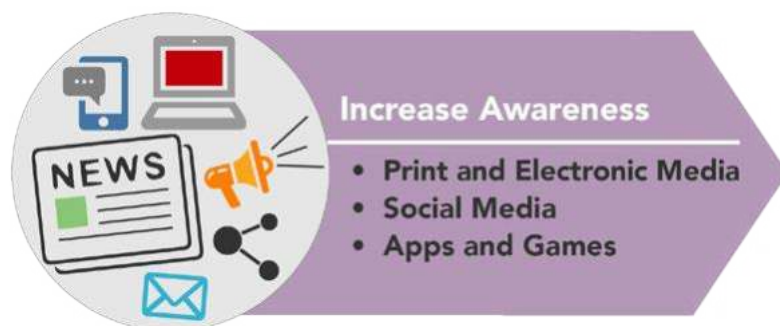 NEWS
Increase Awareness
• Print and Electronic Media
• Social Media
• Apps and Games